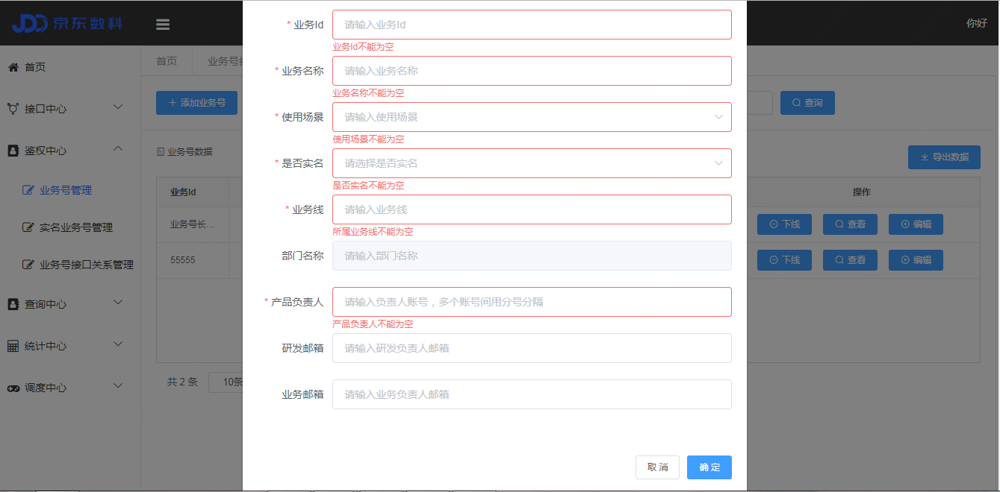 JDD 京东数科
你好
首页
接口中心
鉴权中心
业务号管理
实名业务号管理
业务号接口关系管理
查询中心
统计中心
调度中心
首页
业务号
添加业务号
查询
业务号数据
导出数据
业务Id
操作
业务号长...
下线
查看
编辑
55555
下线
查看
编辑
共 2 条
10条
* 业务Id
请输入业务Id
业务Id不能为空
* 业务名称
请输入业务名称
业务名称不能为空
* 使用场景
请输入使用场景
使用场景不能为空
* 是否实名
请选择是否实名
是否实名不能为空
* 业务线
请输入业务线
所属业务线不能为空
部门名称
请输入部门名称
* 产品负责人
请输入负责人账号，多个账号间用分号分隔
产品负责人不能为空
研发邮箱
请输入研发负责人邮箱
业务邮箱
请输入业务负责人邮箱
取 消
确 定